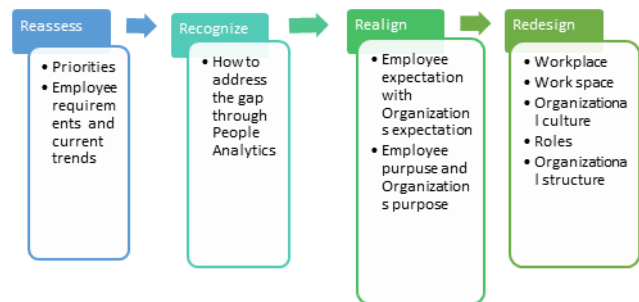 Reassess
• Priorities
• Employee
requirem
ents and
current
trends
Recognize
• How to
address
the gap
through
People
Analytics
Realign
• Employee
expectation
with
Organization
s expectation
• Employee
purpuse and
Organization
s purpose
Redesign
• Workplace
• Work space
• Organizationa
l culture
• Roles
• Organizationa
l structure